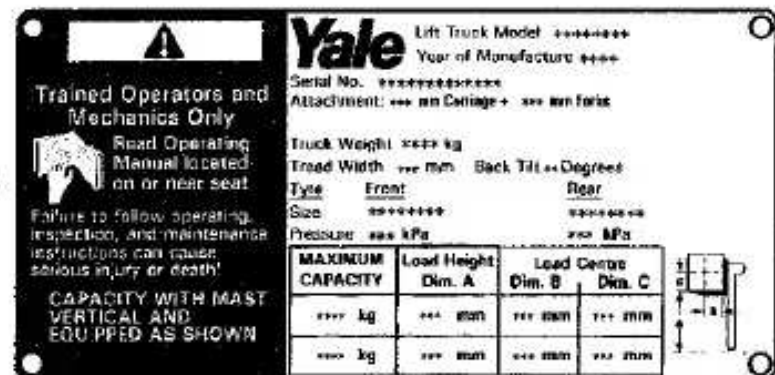 Trained Operators and
Mechanics Only
Read Operating
Manual located
on or near seat
Failure to follow operating,
inspection, and maintenance
instructions can cause
serious injury or death!
CAPACITY WITH MAST
VERTICAL AND
EQUIPPED AS SHOWN
Yale
Lift Truck Model ********
Year of Manufacture ****
Serial No. *************
Attachment: *** mm Carriage + *** mm Forks
Truck Weight **** kg
Tread Width *** mm Back Tilt ** Degrees
Tyre Front Rear
Size ******** ********
Pressure *** kPa *** kPa
MAXIMUM CAPACITY Load Height Dim. A Load Centre Dim. B Dim. C
**** kg *** mm *** mm *** mm
**** kg *** mm *** mm *** mm